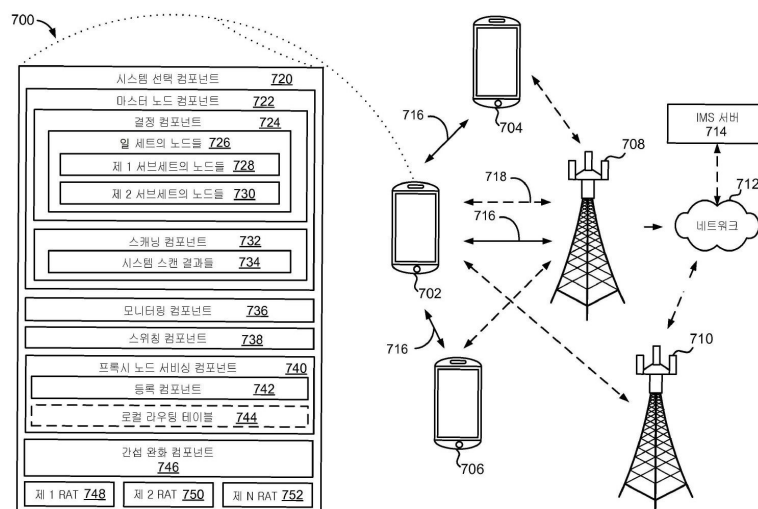 700
시스템 선택 컴포넌트 720
마스터 노드 컴포넌트 722
결정 컴포넌트 724
일 세트의 노드들 726
제 1 서브세트의 노드들 728
제 2 서브세트의 노드들 730
스캐닝 컴포넌트 732
시스템 스캔 결과들 734
모니터링 컴포넌트 736
스위칭 컴포넌트 738
프록시 노드 서비싱 컴포넌트 740
등록 컴포넌트 742
로컬 라우팅 테이블 744
간섭 완화 컴포넌트
746
제 1 RAT 748
제 2 RAT 750
제 N RAT 752
716
704
718
716
702
716
706
708
IMS 서버
714
712
네트워크
710